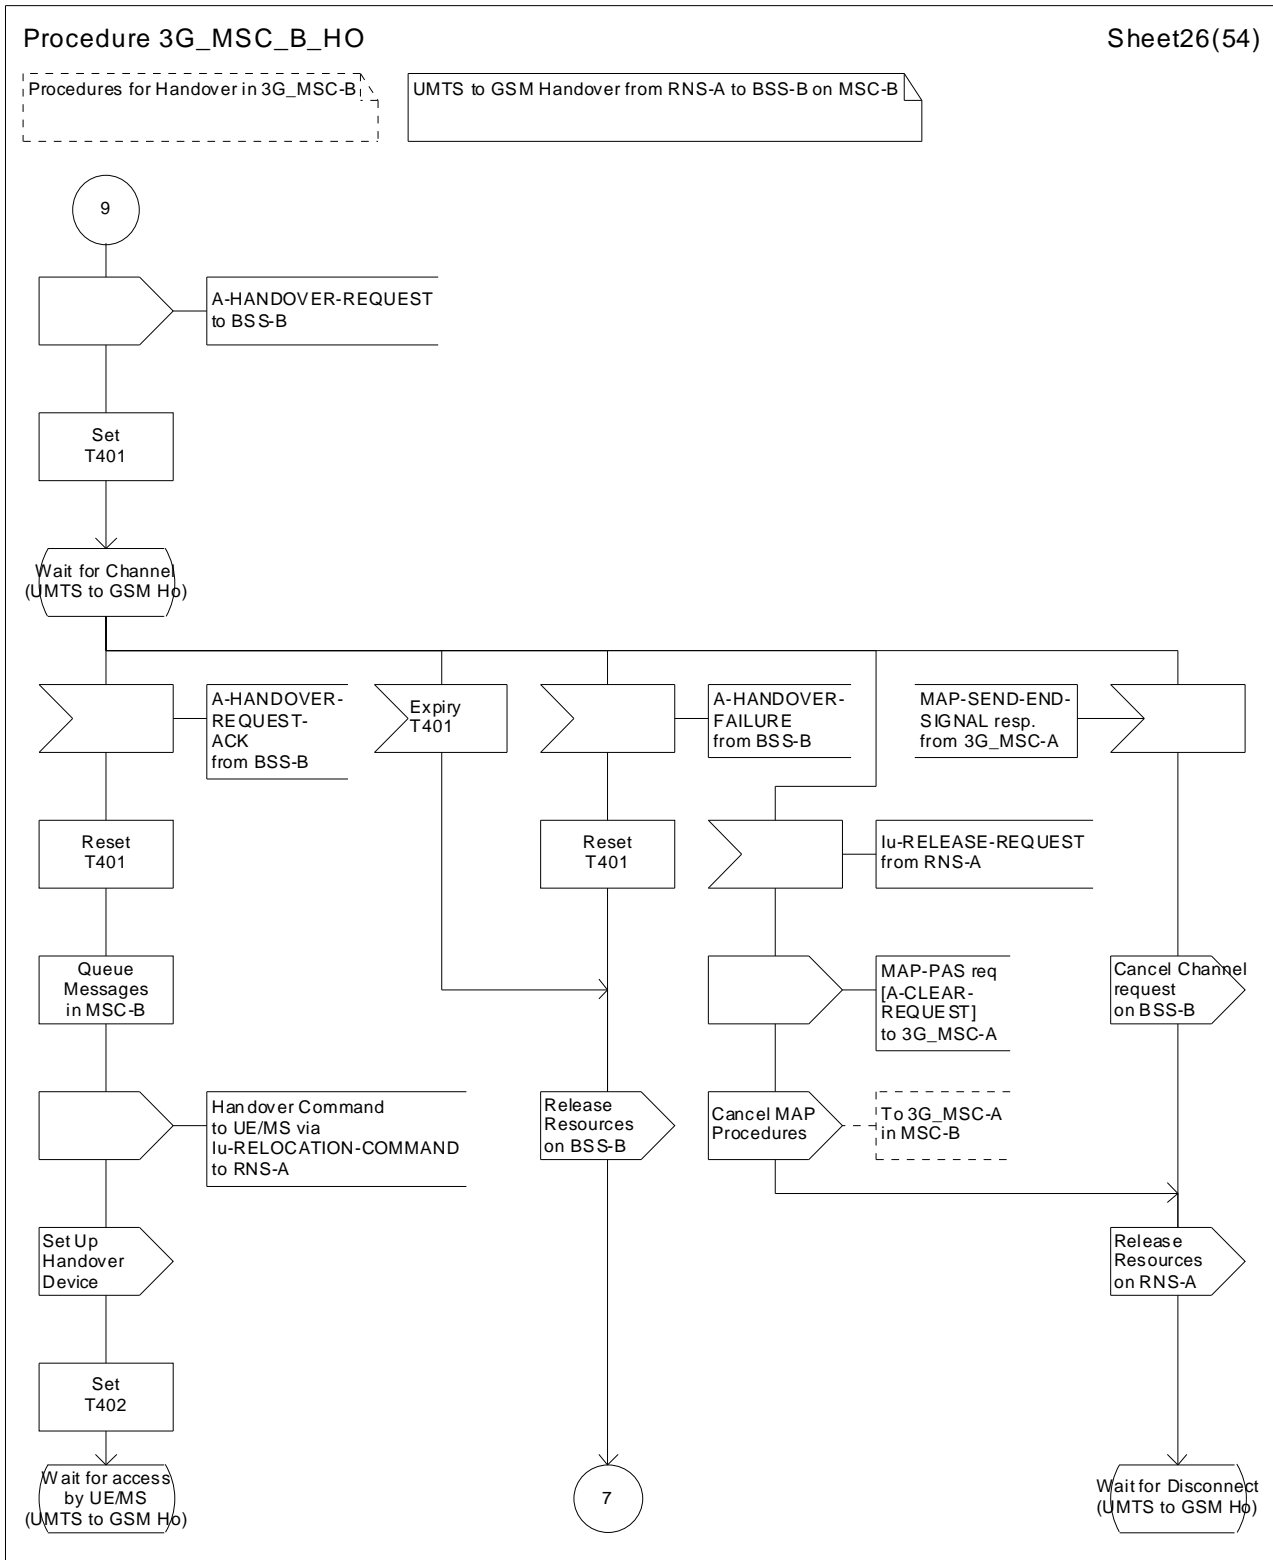 Procedure 3G_MSC_B_HO
Sheet26(54)
Procedures for Handover in 3G_MSC-B
UMTS to GSM Handover from RNS-A to BSS-B on MSC-B
9
A-HANDOVER-REQUEST
to BSS-B
Set
T401
Wait for Channel
(UMTS to GSM Ho)
A-HANDOVER-
REQUEST-
ACK
from BSS-B
Expiry
T401
A-HANDOVER-
FAILURE
from BSS-B
MAP-SEND-END-
SIGNAL resp.
from 3G_MSC-A
Reset
T401
Reset
T401
Iu-RELEASE-REQUEST
from RNS-A
Queue
Messages
in MSC-B
MAP-PAS req
[A-CLEAR-
REQUEST]
to 3G_MSC-A
Cancel Channel
request
on BSS-B
Handover Command
to UE/MS via
Iu-RELOCATION-COMMAND
to RNS-A
Release
Resources
on BSS-B
Cancel MAP
Procedures
To 3G_MSC-A
in MSC-B
Set Up
Handover
Device
Release
Resources
on RNS-A
Set
T402
Wait for access
by UE/MS
(UMTS to GSM Ho)
7
Wait for Disconnect
(UMTS to GSM Ho)